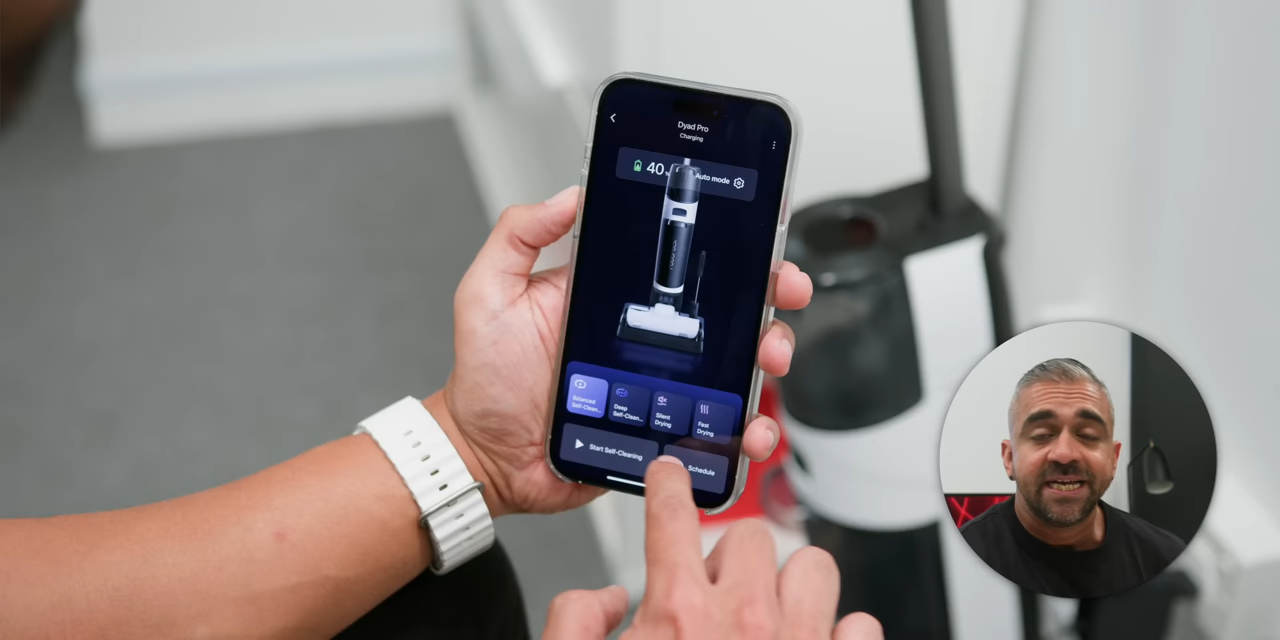 Dyad Pro
Charging
40
Auto mode
Balanced
Self-Clean...
Deep
Self-Clean...
Silent
Drying
Fast
Drying
Start Self-Cleaning
Schedule